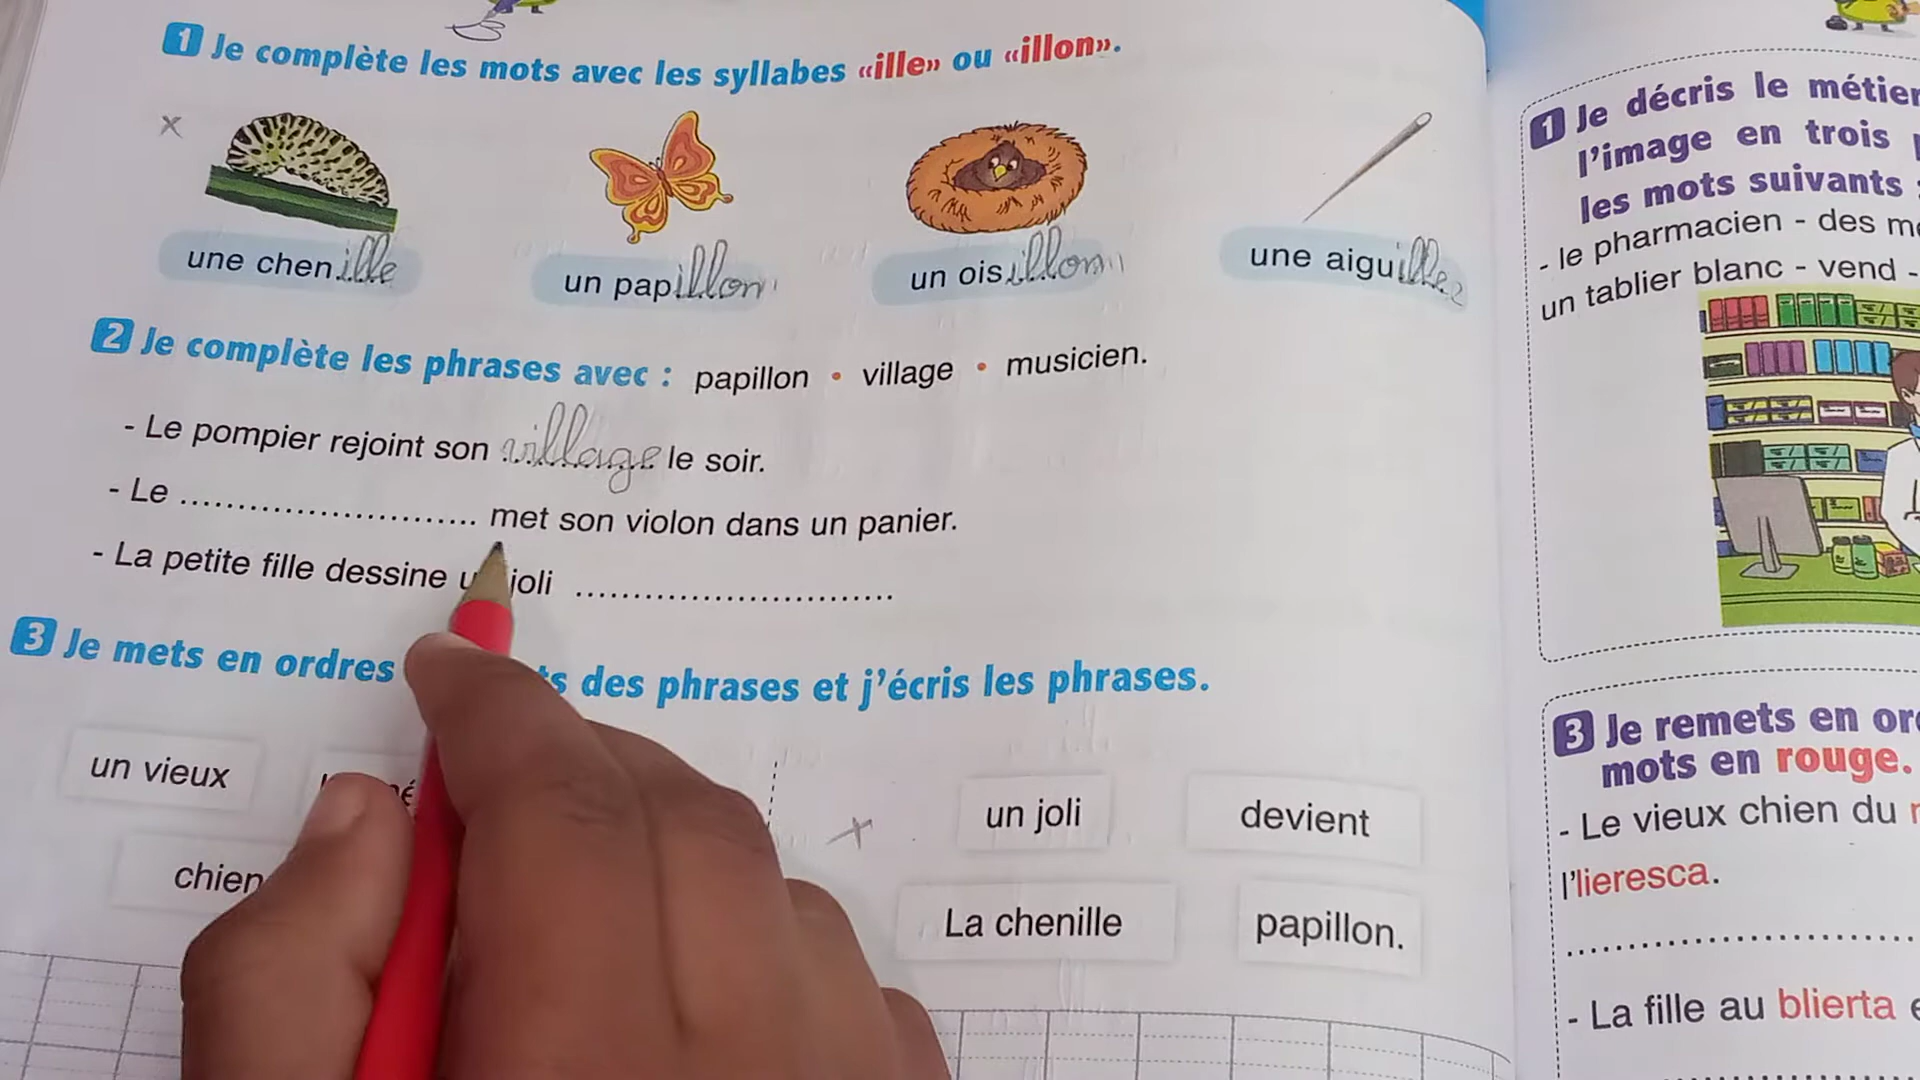 1 Je complète les mots avec les syllabes «ille» ou «illon».
x
une chenille
un papillon
un oisillon
une aiguille
2 Je complète les phrases avec : papillon • village • musicien.
- Le pompier rejoint son village le soir.
- Le .......................... met son violon dans un panier.
- La petite fille dessine u joli ............................
3 Je mets en ordres s des phrases et j'écris les phrases.
un vieux
chien
x
un joli
devient
La chenille
papillon.
1 Je décris le métier
l'image en trois
les mots suivants :
- le pharmacien - des
un tablier blanc - vend -
3 Je remets en
mots en rouge.
- Le vieux chien du
l'lieresca.
- La fille au blierta